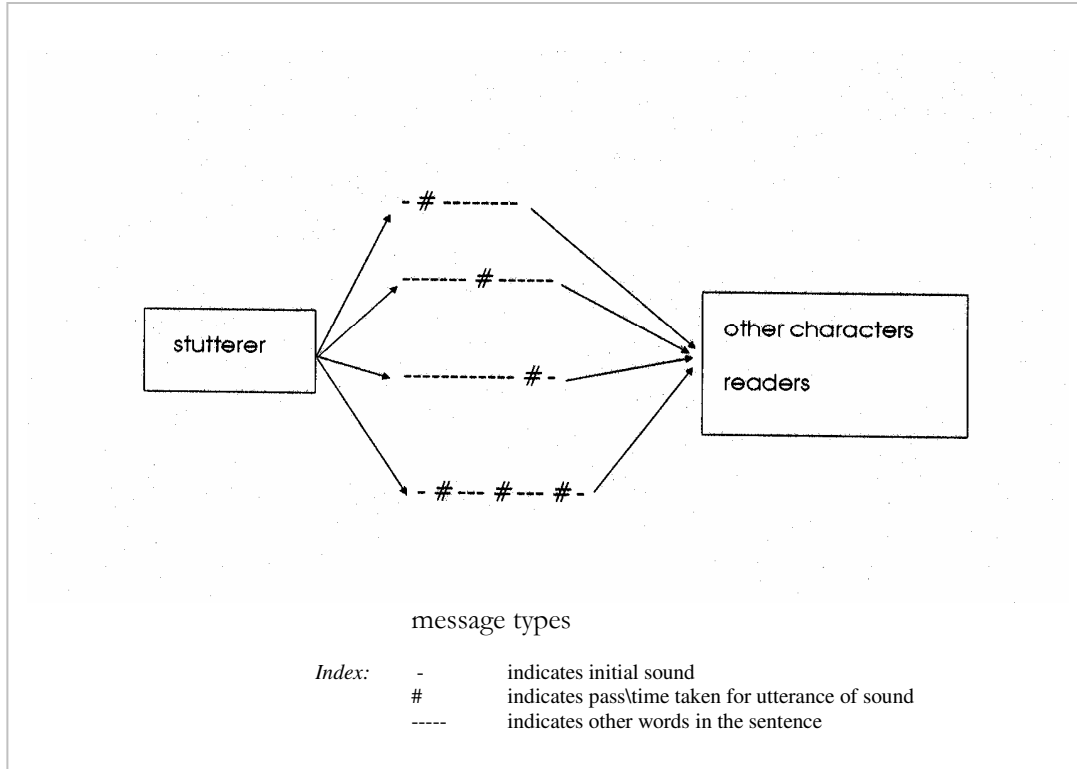 - # --------
------- # ------
stutterer
other characters
readers
------------ # -
- # --- # --- # -
message types
Index: - indicates initial sound
# indicates pass\time taken for utterance of sound
----- indicates other words in the sentence